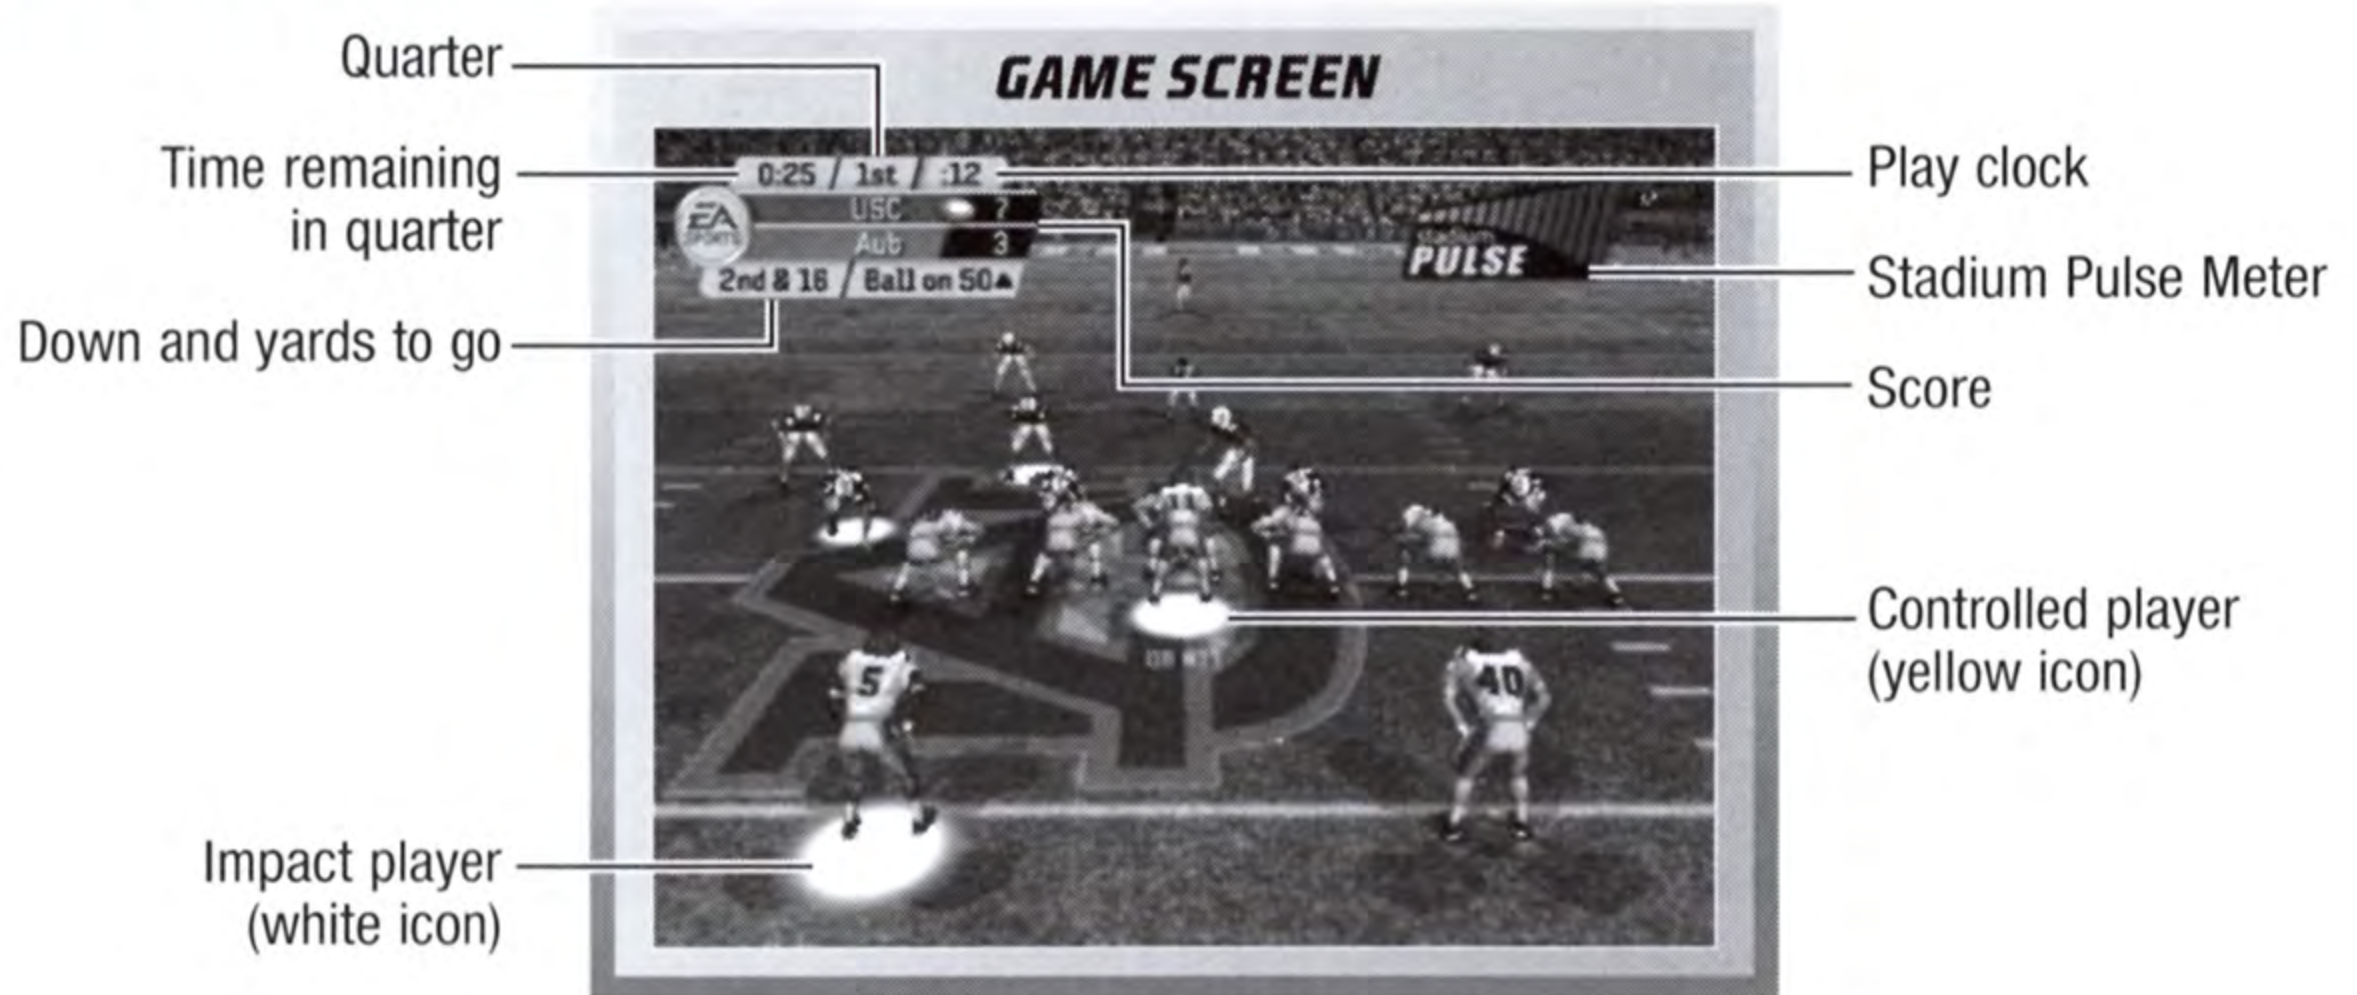 GAME SCREEN
Quarter
Time remaining
in quarter
Down and yards to go
Impact player
(white icon)
0:25 / 1st / :12
EA
SPORTS
USC 7
Aub 3
2nd & 16 / Ball on 50▲
Stadium
PULSE
5
40
Play clock
Stadium Pulse Meter
Score
Controlled player
(yellow icon)